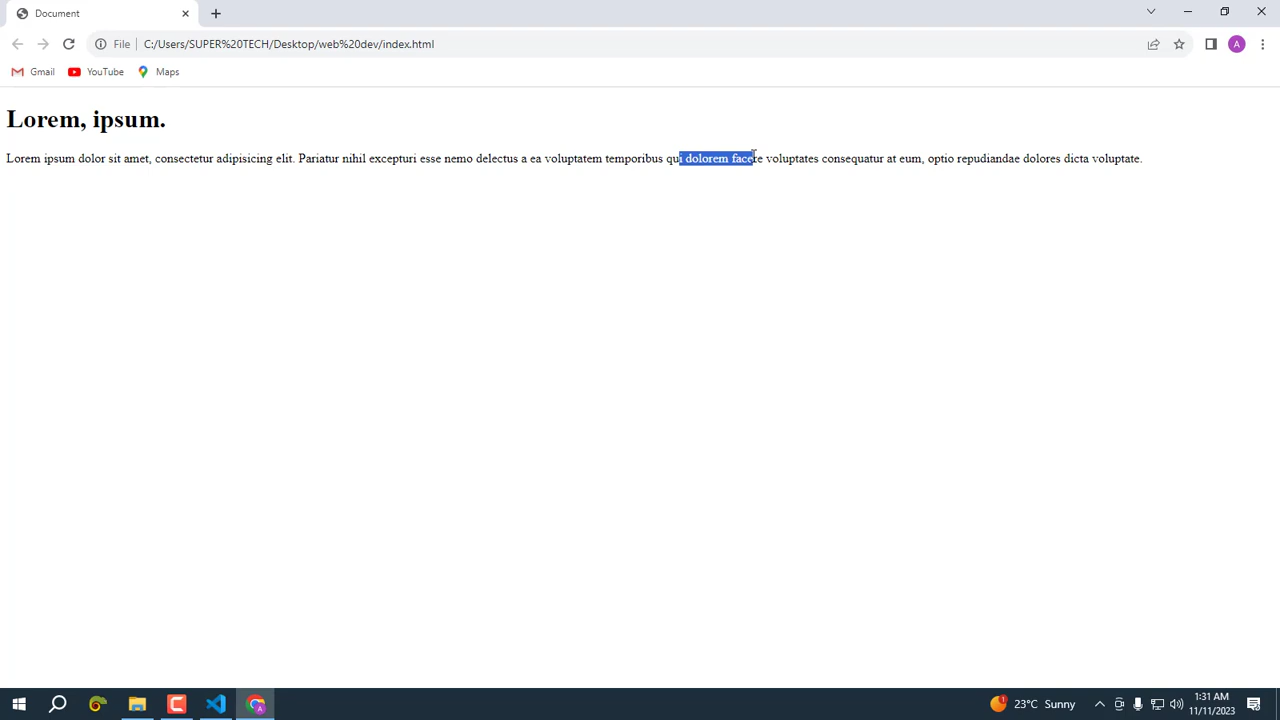 Document
File
C:/Users/SUPER%20TECH/Desktop/web%20dev/index.html
A
Gmail
YouTube
Maps
Lorem, ipsum.
Lorem ipsum dolor sit amet, consectetur adipisicing elit. Pariatur nihil excepturi esse nemo delectus a ea voluptatem temporibus qui dolorem facere voluptates consequatur at eum, optio repudiandae dolores dicta voluptate.
1
23°C Sunny
1:31 AM
11/11/2023